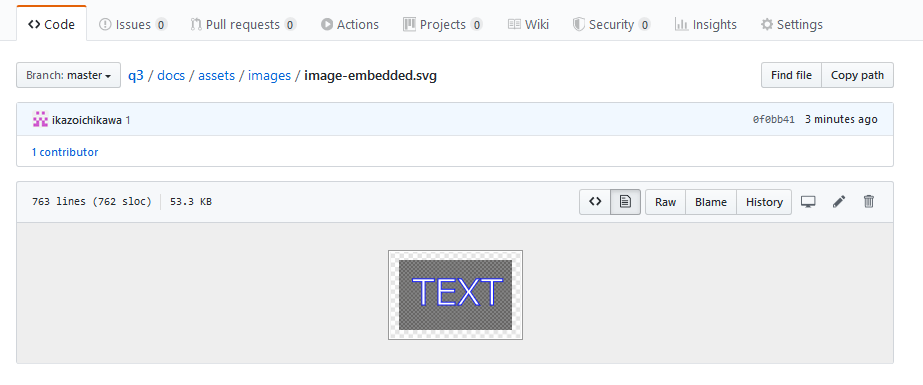 Code Issues 0 Pull requests 0 Actions Projects 0 Wiki Security 0 Insights Settings
Branch: master q3 / docs / assets / images / image-embedded.svg Find file Copy path
ikazoichikawa 1 0f0bb41 3 minutes ago
1 contributor
763 lines (762 sloc) 53.3 KB Raw Blame History
TEXT